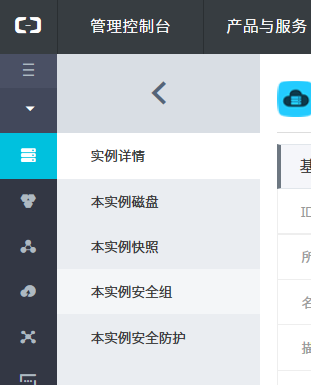 管理控制台 产品与服务
实例详情
本实例磁盘
本实例快照
本实例安全组
本实例安全防护
基
ID
所
名
描